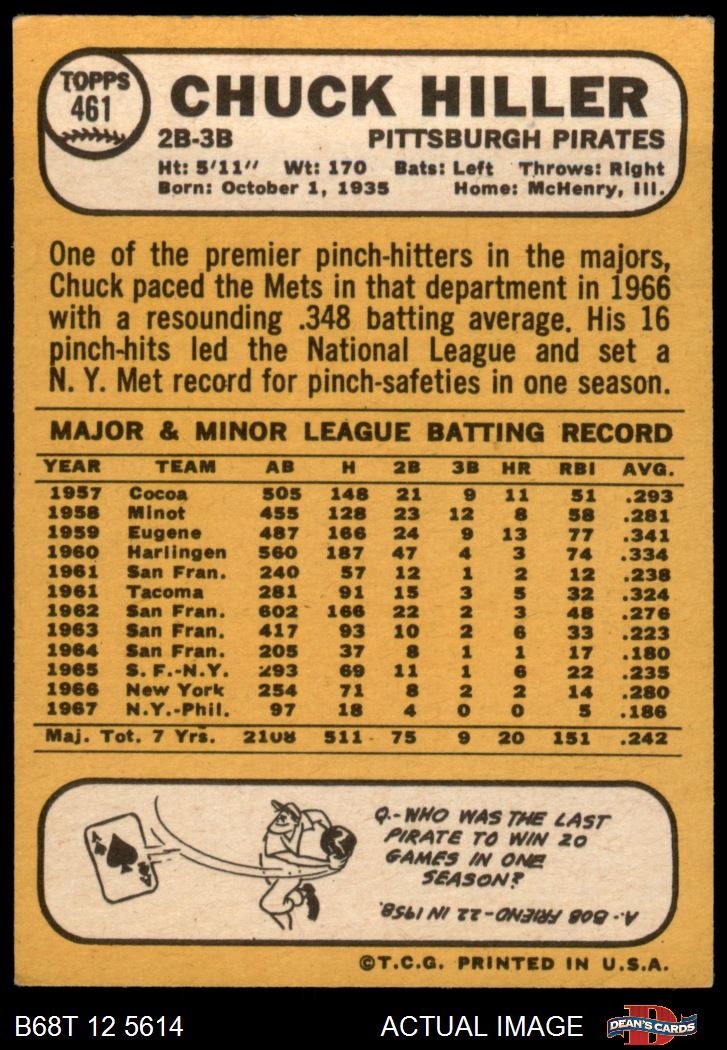 TOPPS
461
CHUCK HILLER
2B-3B PITTSBURGH PIRATES
Ht: 5'11" Wt: 170 Bats: Left Throws: Right
Born: October 1, 1935 Home: McHenry, Ill.
One of the premier pinch-hitters in the majors,
Chuck paced the Mets in that department in 1966
with a resounding .348 batting average. His 16
pinch-hits led the National League and set a
N. Y. Met record for pinch-safeties in one season.
MAJOR & MINOR LEAGUE BATTING RECORD
YEAR TEAM AB H 2B 3B HR RBI AVG.
1957 Cocoa 505 148 21 9 11 51 .293
1958 Minot 455 128 23 12 8 58 .281
1959 Eugene 487 166 24 9 13 77 .341
1960 Harlingen 560 187 47 4 3 74 .334
1961 San Fran. 240 57 12 1 2 12 .238
1961 Tacoma 281 91 15 3 5 32 .324
1962 San Fran. 602 166 22 2 3 48 .276
1963 San Fran. 417 93 10 2 6 33 .223
1964 San Fran. 205 37 8 1 1 17 .180
1965 S. F.-N.Y. 293 69 11 1 6 22 .235
1966 New York 254 71 8 2 2 14 .280
1967 N.Y.-Phil. 97 18 4 0 0 5 .186
Maj. Tot. 7 Yrs. 2108 511 75 9 20 151 .242
A
A
Q.-WHO WAS THE LAST
PIRATE TO WIN 20
GAMES IN ONE
SEASON?
A.- BOB FRIEND-22 IN 1958.
©T.C.G. PRINTED IN U.S.A.
B68T 12 5614 ACTUAL IMAGE DEAN'S CARDS